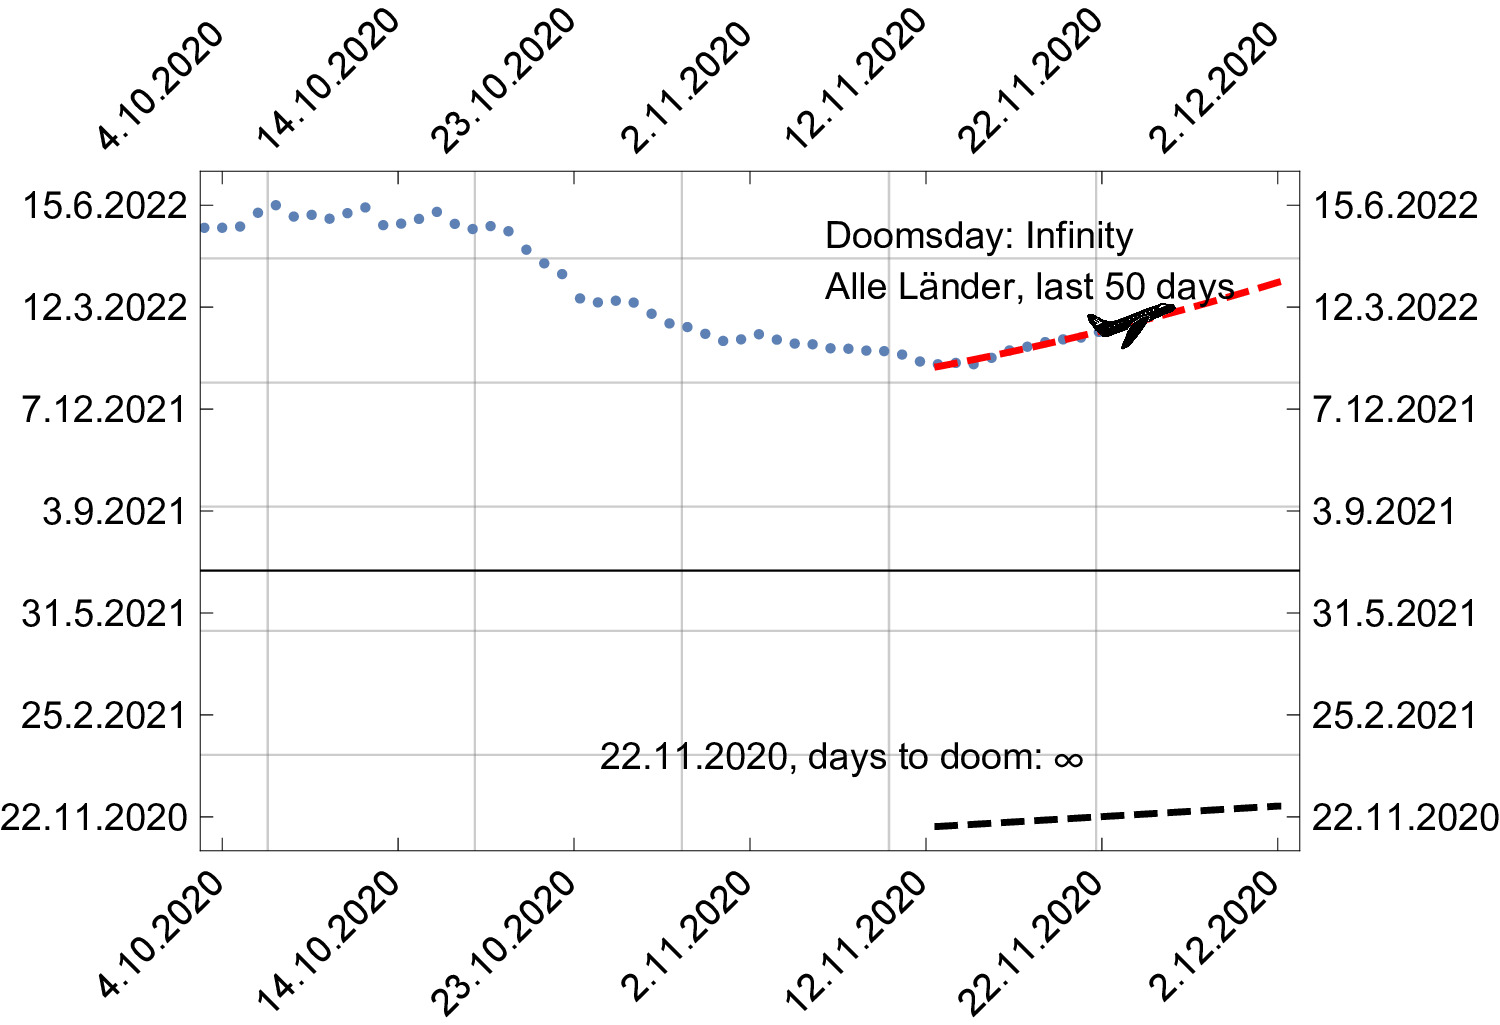 4.10.2020 14.10.2020 23.10.2020 2.11.2020 12.11.2020 22.11.2020 2.12.2020
15.6.2022 15.6.2022
Doomsday: Infinity
Alle Länder, last 50 days
12.3.2022 12.3.2022
7.12.2021 7.12.2021
3.9.2021 3.9.2021
31.5.2021 31.5.2021
25.2.2021 25.2.2021
22.11.2020, days to doom: ∞
22.11.2020 22.11.2020
4.10.2020 14.10.2020 23.10.2020 2.11.2020 12.11.2020 22.11.2020 2.12.2020